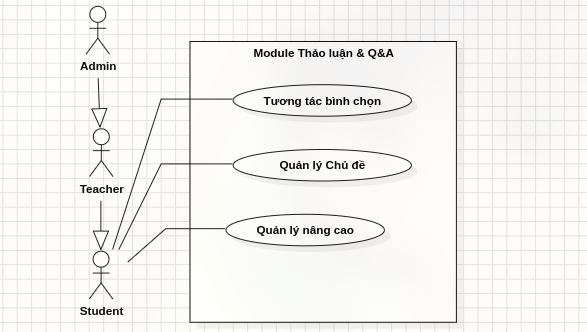 Module Thảo luận & Q&A
Admin
Tương tác bình chọn
Quản lý Chủ đề
Teacher
Quản lý nâng cao
Student